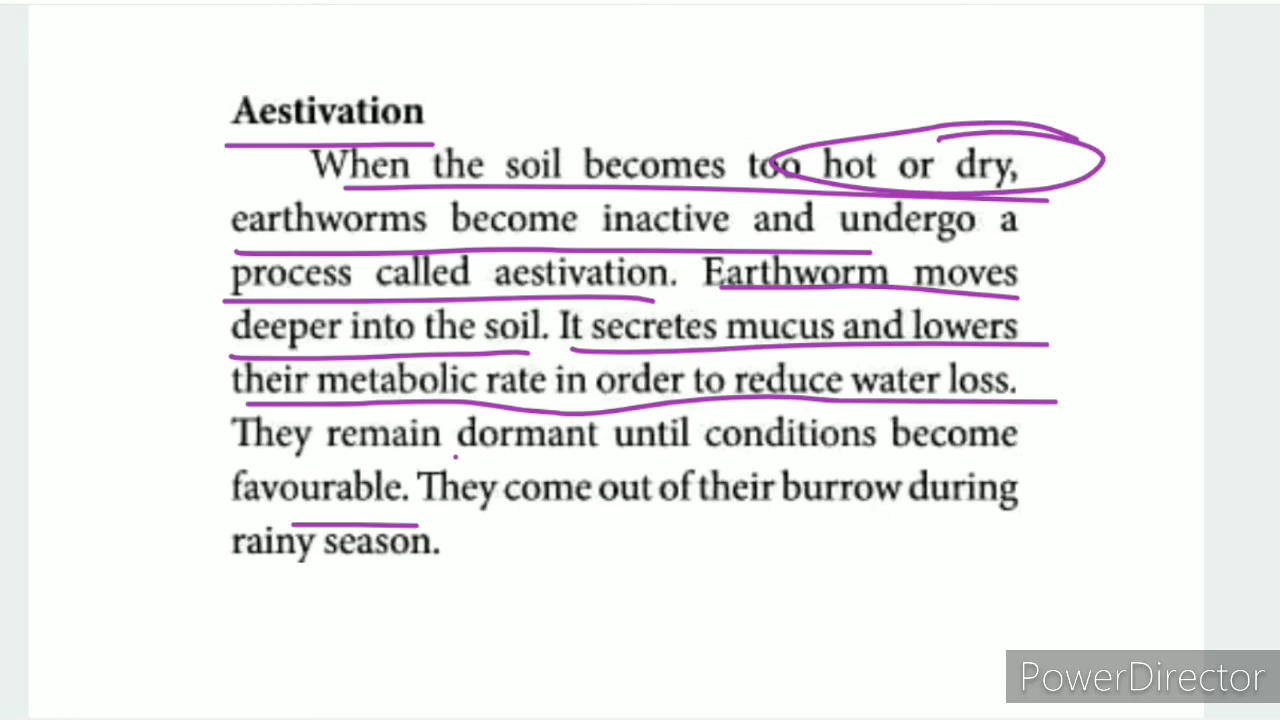 Aestivation
When the soil becomes too hot or dry,
earthworms become inactive and undergo a
process called aestivation. Earthworm moves
deeper into the soil. It secretes mucus and lowers
their metabolic rate in order to reduce water loss.
They remain dormant until conditions become
favourable. They come out of their burrow during
rainy season.
PowerDirector